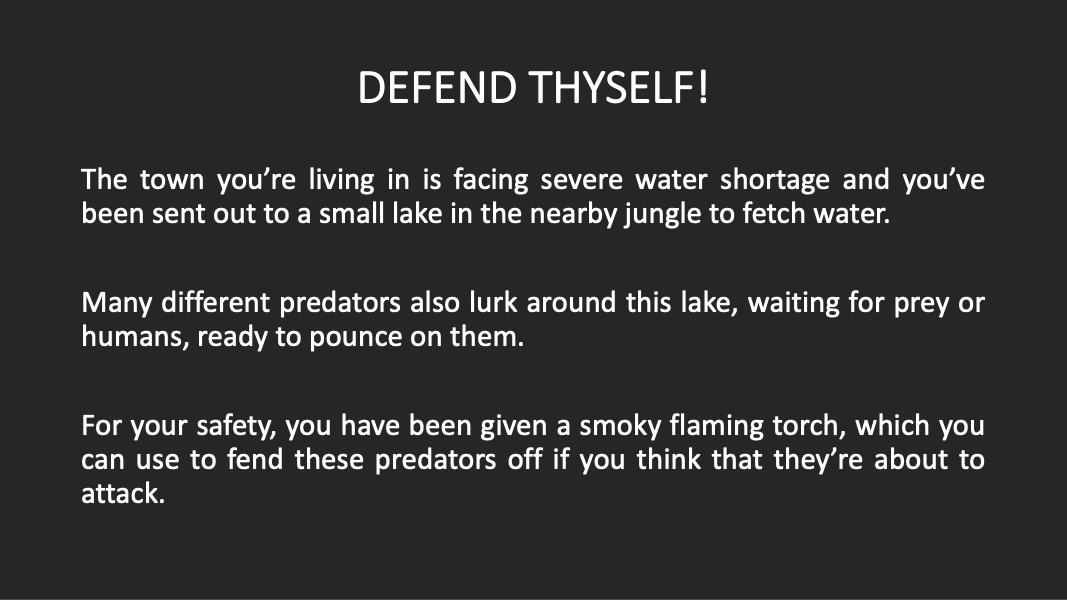 DEFEND THYSELF!
The town you’re living in is facing severe water shortage and you’ve
been sent out to a small lake in the nearby jungle to fetch water.
Many different predators also lurk around this lake, waiting for prey or
humans, ready to pounce on them.
For your safety, you have been given a smoky flaming torch, which you
can use to fend these predators off if you think that they’re about to
attack.